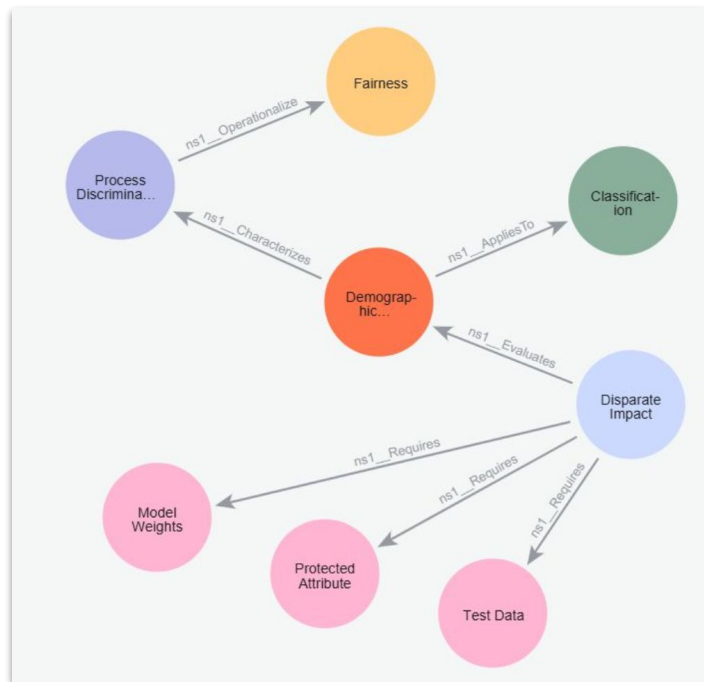 Fairness
ns1__Operationalize
Process
Discrimina...
Classificat-
ion
ns1__Characterizes
ns1__AppliesTo
Demograp-
hic...
ns1__Evaluates
Disparate
Impact
ns1__Requires
ns1__Requires
ns1__Requires
Model
Weights
Protected
Attribute
Test Data